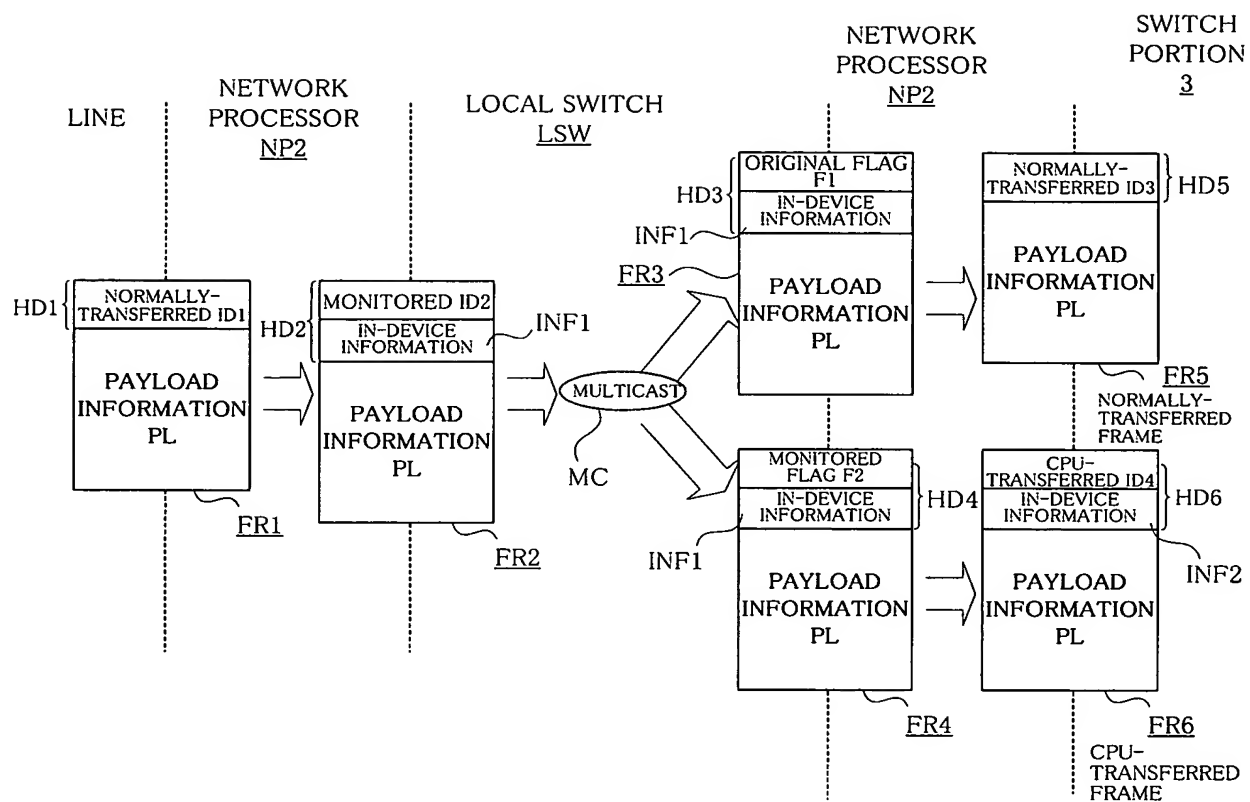 LINE
NETWORK
PROCESSOR
NP2
LOCAL SWITCH
LSW
NETWORK
PROCESSOR
NP2
SWITCH
PORTION
3
HD1
NORMALLY-
TRANSFERRED ID1
PAYLOAD
INFORMATION
PL
FR1
HD2
MONITORED ID2
IN-DEVICE
INFORMATION
INF1
PAYLOAD
INFORMATION
PL
FR2
MULTICAST
MC
HD3
ORIGINAL FLAG
F1
IN-DEVICE
INFORMATION
INF1
FR3
PAYLOAD
INFORMATION
PL
NORMALLY-
TRANSFERRED ID3
HD5
PAYLOAD
INFORMATION
PL
FR5
NORMALLY-
TRANSFERRED
FRAME
MONITORED
FLAG F2
IN-DEVICE
INFORMATION
HD4
INF1
PAYLOAD
INFORMATION
PL
FR4
CPU-
TRANSFERRED ID4
IN-DEVICE
INFORMATION
HD6
INF2
PAYLOAD
INFORMATION
PL
FR6
CPU-
TRANSFERRED
FRAME